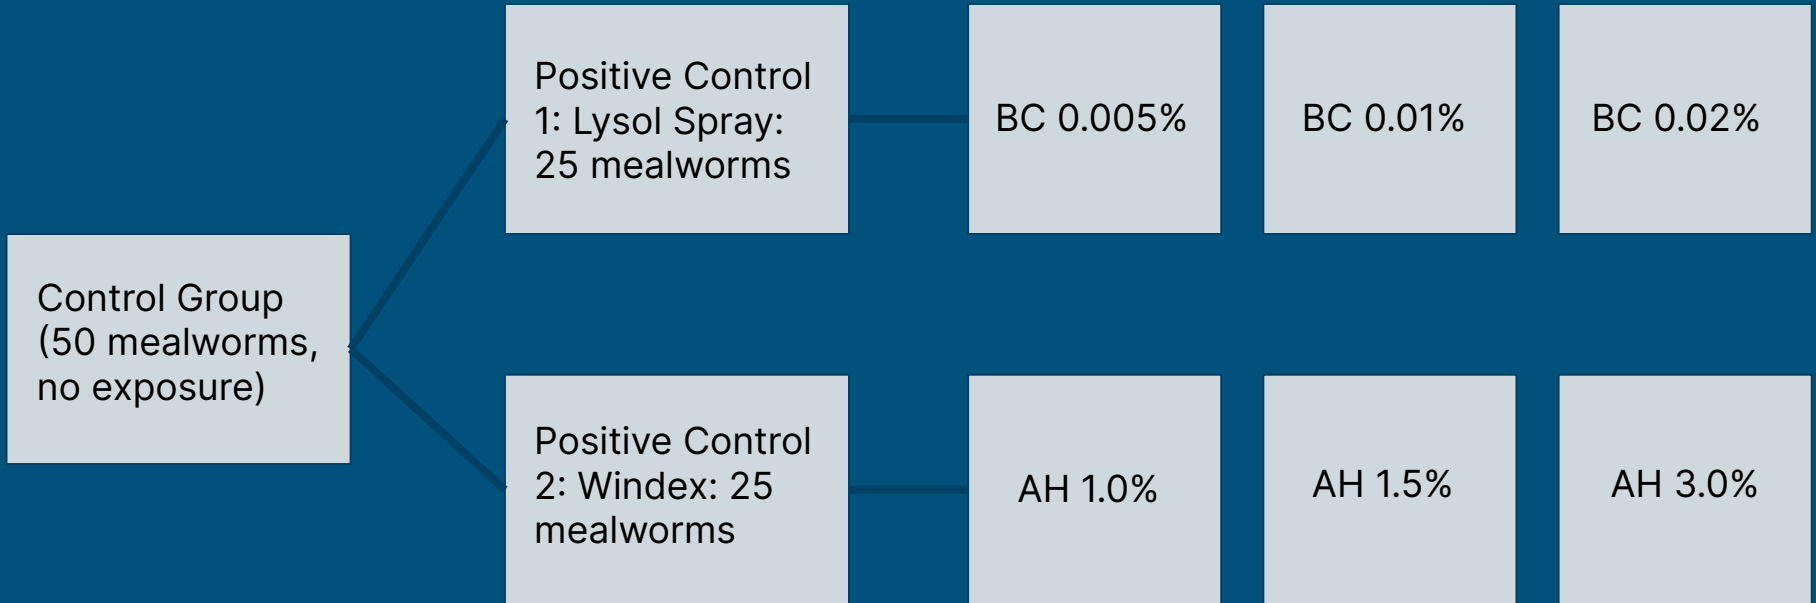 Positive Control
1: Lysol Spray:
25 mealworms
BC 0.005%
BC 0.01%
BC 0.02%
Control Group
(50 mealworms,
no exposure)
Positive Control
2: Windex: 25
mealworms
AH 1.0%
AH 1.5%
AH 3.0%